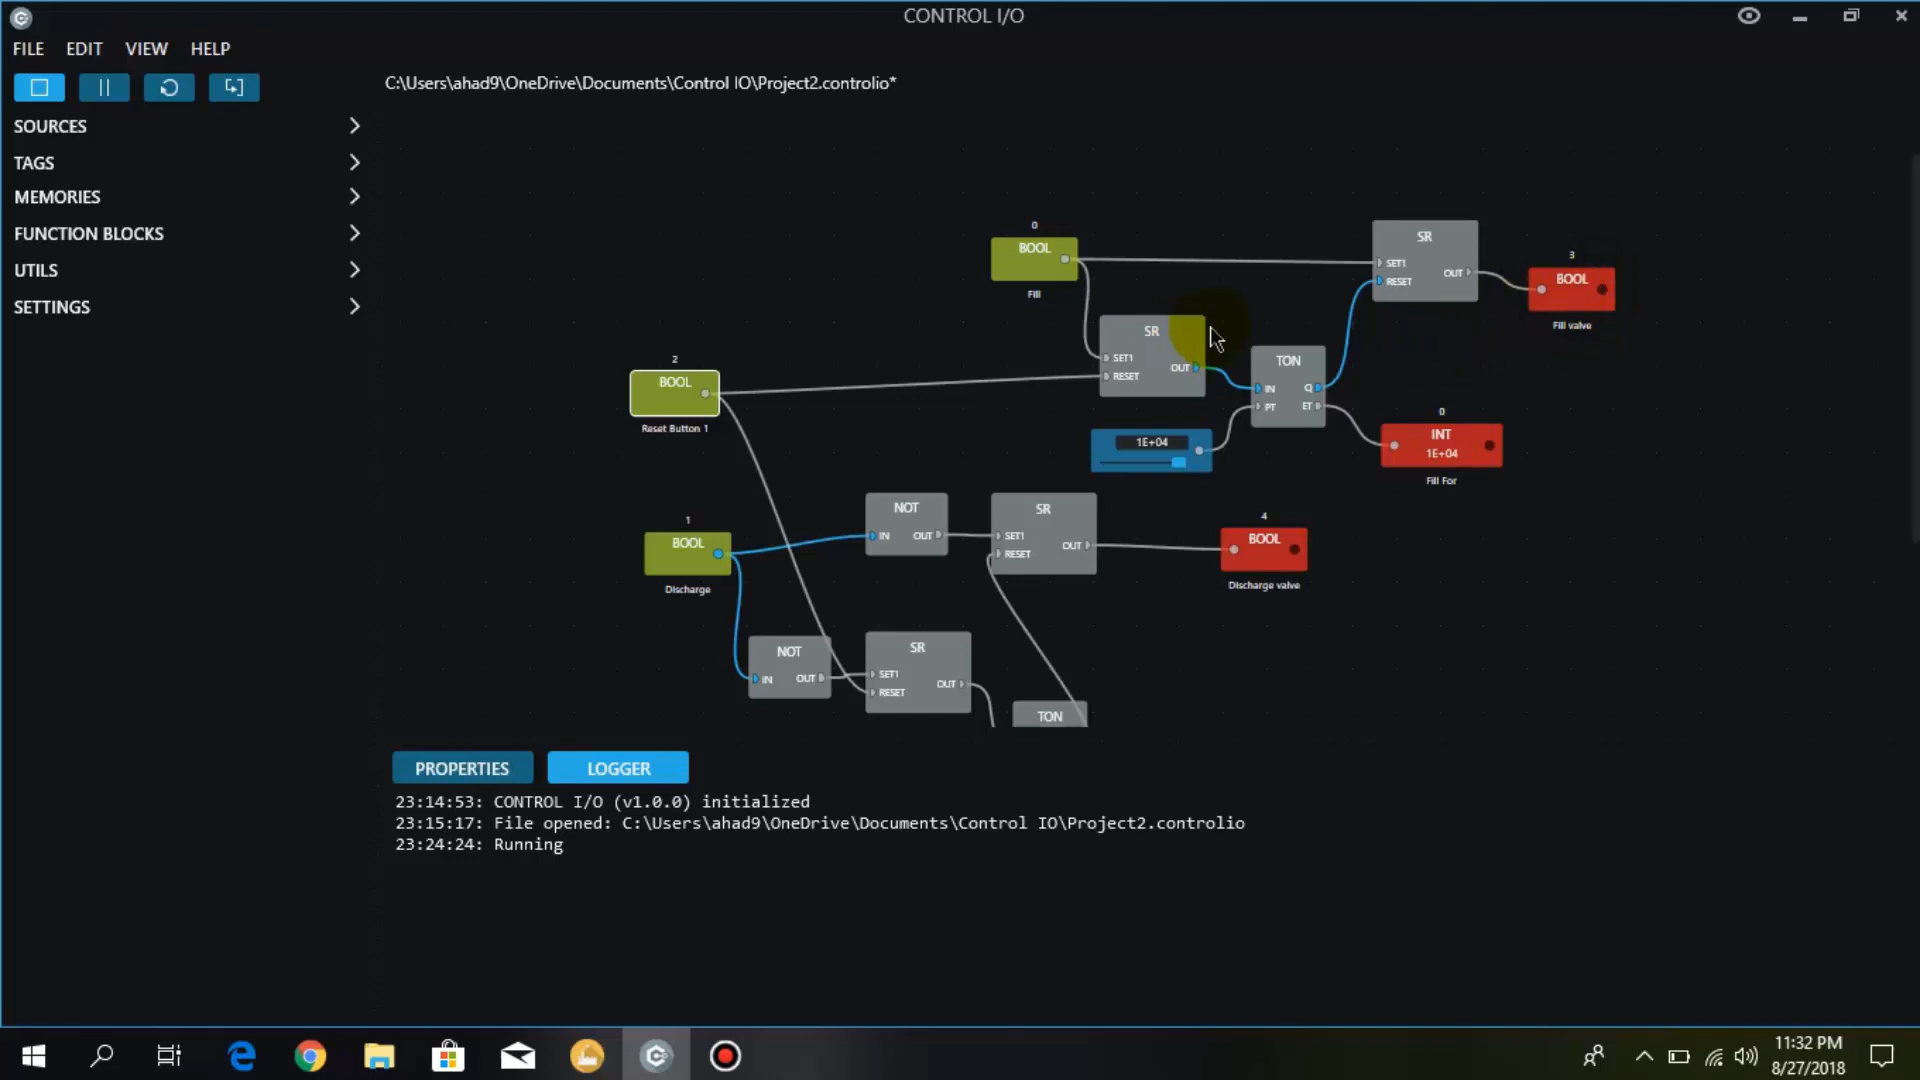 CONTROL I/O
FILE EDIT VIEW HELP
C:\Users\ahad9\OneDrive\Documents\Control IO\Project2.controlio*
SOURCES
TAGS
MEMORIES
FUNCTION BLOCKS
UTILS
SETTINGS
0
BOOL
Fill
SR
SET1
RESET
OUT
3
BOOL
Fill valve
SR
SET1
RESET
OUT
TON
IN
PT
Q
ET
2
BOOL
Reset Button 1
1E+04
0
INT
1E+04
Fill For
1
BOOL
Discharge
NOT
IN OUT
SR
SET1
RESET
OUT
4
BOOL
Discharge valve
NOT
IN OUT
SR
SET1
RESET
OUT
TON
PROPERTIES
LOGGER
23:14:53: CONTROL I/O (v1.0.0) initialized
23:15:17: File opened: C:\Users\ahad9\OneDrive\Documents\Control IO\Project2.controlio
23:24:24: Running
11:32 PM
8/27/2018